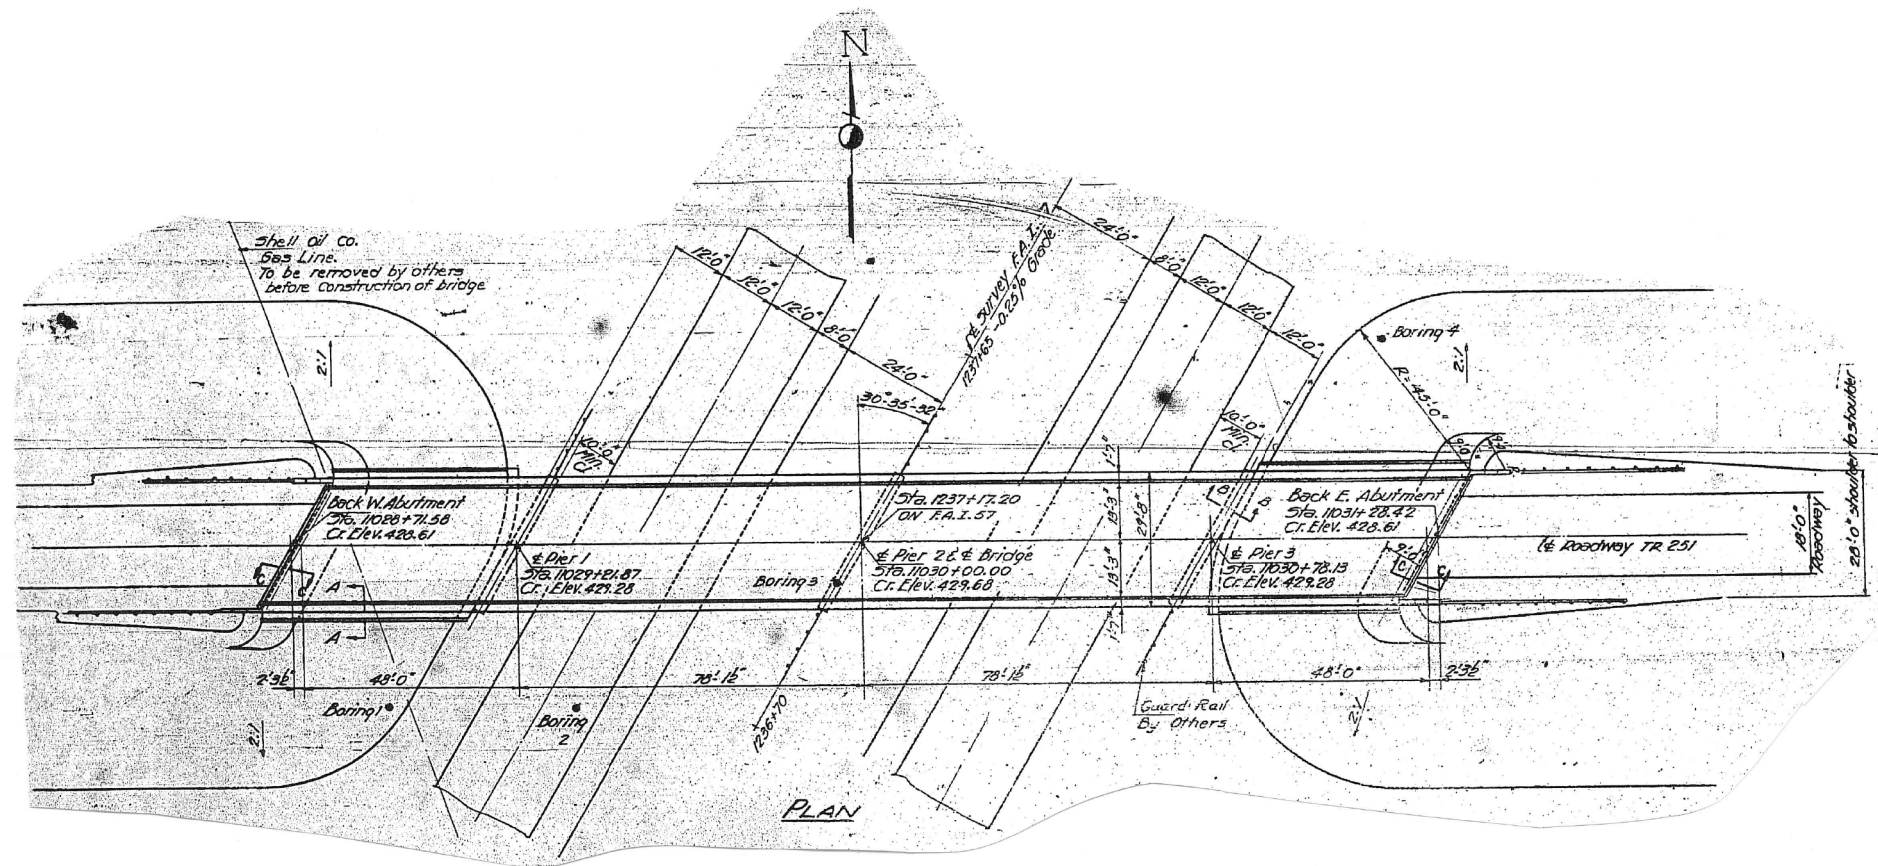 N
Shell Oil Co.
Gas Line.
To be removed by others
before construction of bridge
12'-0"
12'-0"
12'-0"
8'-0"
24'-0"
30°-35'-32"
℄ Survey F.A.I.
1237+65 -0.25% Grade
24'-0"
8'-0"
12'-0"
12'-0"
12'-0"
Boring 4
2:1
2:1
R=45'-0"
10'-0"
Min.
Cl.
10'-0"
Min.
Cl.
1'-7"
9'-0"
28'-0" shoulder to shoulder
18'-0"
Roadway
Back W. Abutment
Sta. 11028+71.58
Cr. Elev. 428.61
Sta. 1237+17.20
ON F.A.I. 57
13'-3"
29'-8"
B
B
Back E. Abutment
Sta. 11031+28.42
Cr. Elev. 428.61
℄ Pier 1
Sta. 11029+21.87
Cr. Elev. 429.28
℄ Pier 2 & ℄ Bridge
Sta. 11030+00.00
Cr. Elev. 429.68
℄ Pier 3
Sta. 11030+78.13
Cr. Elev. 429.28
℄ Roadway TR 251
Boring 3
13'-3"
9'-0"
C
C
C
C
A
A
1'-7"
2'-3½"
48'-0"
78'-1½"
78'-1½"
48'-0"
2'-3½"
Boring 1
Boring
2
1236+70
Guard Rail
By Others
2:1
2:1
PLAN